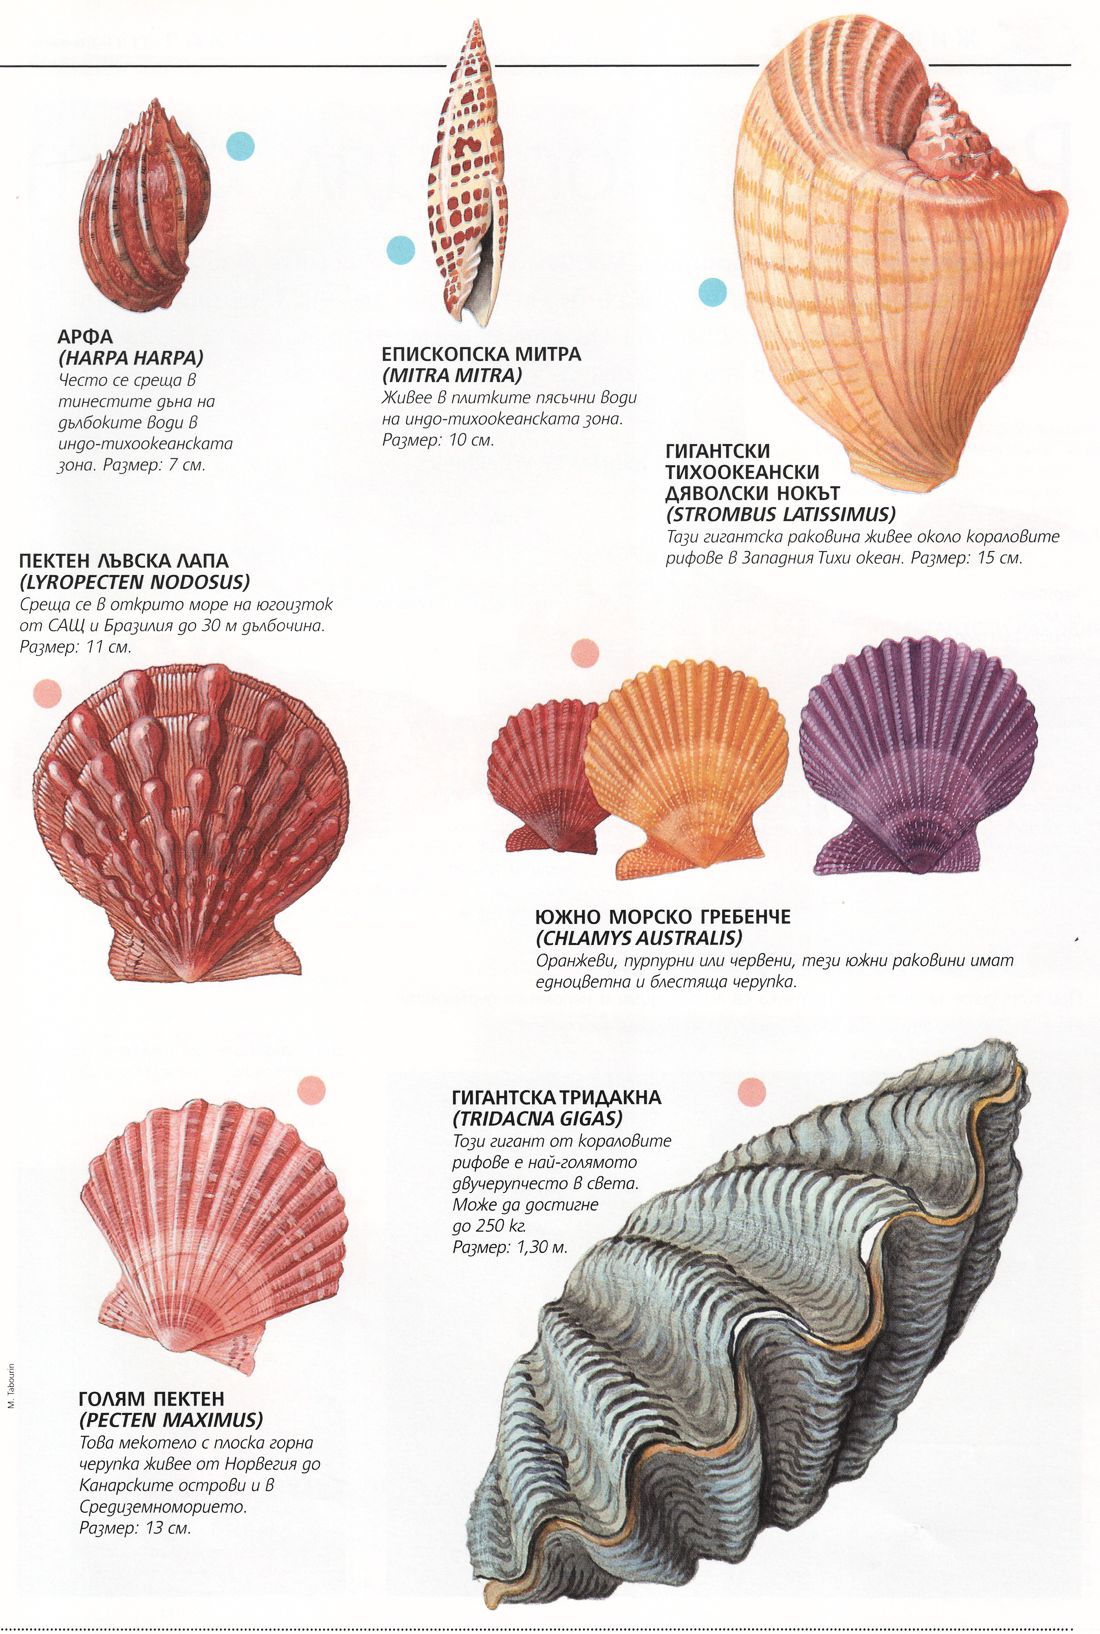 АРФА
(HARPA HARPA)
Често се среща в
тинестите дъна на
дълбоките води в
индо-тихоокеанската
зона. Размер: 7 см.
ЕПИСКОПСКА МИТРА
(MITRA MITRA)
Живее в плитките пясъчни води
на индо-тихоокеанската зона.
Размер: 10 см.
ГИГАНТСКИ
ТИХООКЕАНСКИ
ДЯВОЛСКИ НОКЪТ
(STROMBUS LATISSIMUS)
Тази гигантска раковина живее около кораловите
рифове в Западния Тихи океан. Размер: 15 см.
ПЕКТЕН ЛЪВСКА ЛАПА
(LYROPECTEN NODOSUS)
Среща се в открито море на югоизток
от САЩ и Бразилия до 30 м дълбочина.
Размер: 11 см.
ЮЖНО МОРСКО ГРЕБЕНЧЕ
(CHLAMYS AUSTRALIS)
Оранжеви, пурпурни или червени, тези южни раковини имат
едноцветна и блестяща черупка.
ГОЛЯМ ПЕКТЕН
(PECTEN MAXIMUS)
Това мекотело с плоска горна
черупка живее от Норвегия до
Канарските острови и в
Средиземноморието.
Размер: 13 см.
ГИГАНТСКА ТРИДАКНА
(TRIDACNA GIGAS)
Този гигант от кораловите
рифове е най-голямото
двучерупчесто в света.
Може да достигне
до 250 kг.
Размер: 1,30 м.
M. Tabourin